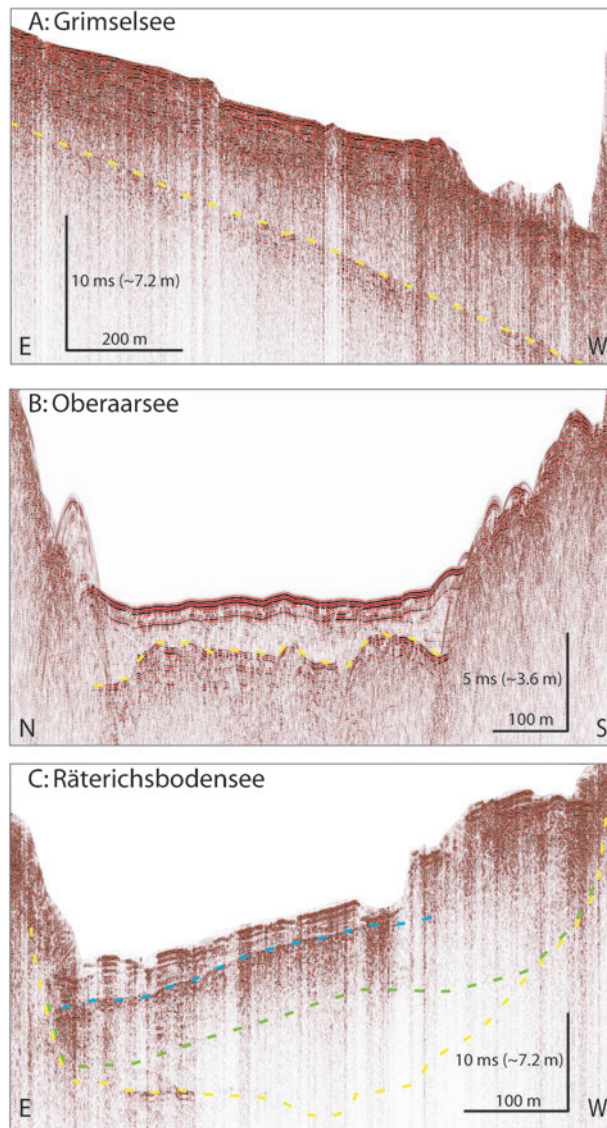 A: Grimselsee
10 ms (~7.2 m)
200 m
E
W
B: Oberaarsee
5 ms (~3.6 m)
100 m
N
S
C: Räterichsbodensee
10 ms (~7.2 m)
100 m
E
W